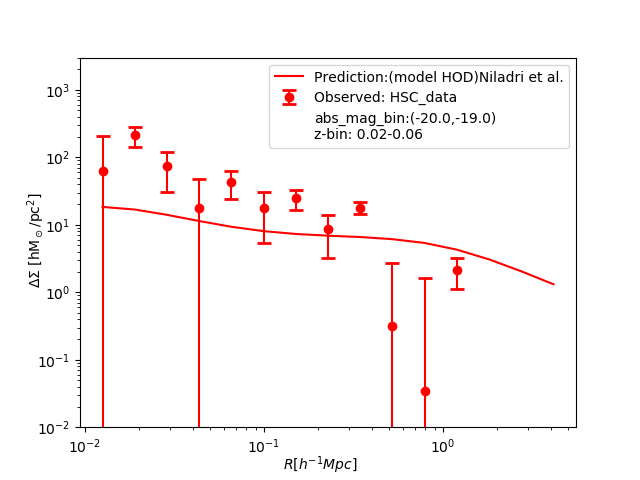 Prediction:(model HOD)Niladri et al.
Observed: HSC_data
abs_mag_bin:(-20.0,-19.0)
z-bin: 0.02-0.06
10³
10²
10¹
10⁰
10⁻¹
10⁻²
ΔΣ [hM⊙/pc²]
10⁻² 10⁻¹ 10⁰
R[h⁻¹Mpc]